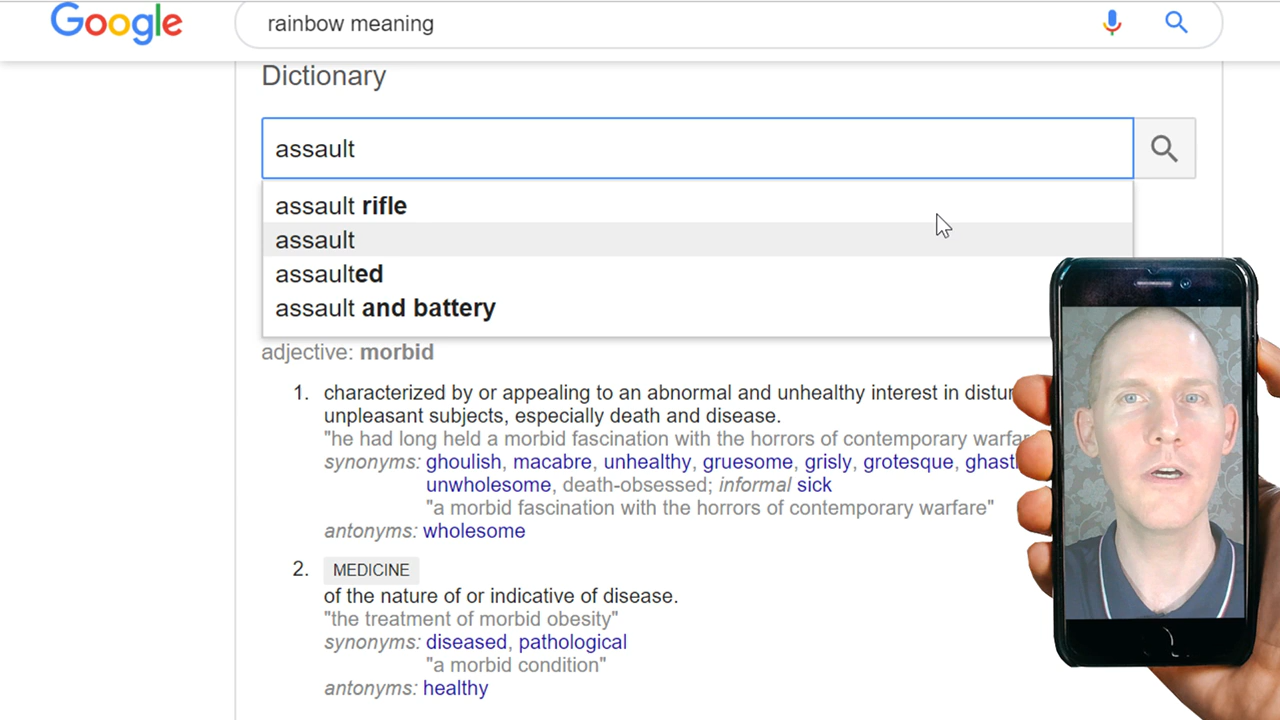 Google
rainbow meaning
Dictionary
assault
assault rifle
assault
assaulted
assault and battery
adjective: morbid
1. characterized by or appealing to an abnormal and unhealthy interest in
unpleasant subjects, especially death and disease.
"he had long held a morbid fascination with the horrors of contemporary
synonyms: ghoulish, macabre, unhealthy, gruesome, grisly, grotesque,
unwholesome, death-obsessed; informal sick
"a morbid fascination with the horrors of contemporary warfare"
antonyms: wholesome
2. MEDICINE
of the nature of or indicative of disease.
"the treatment of morbid obesity"
synonyms: diseased, pathological
"a morbid condition"
antonyms: healthy